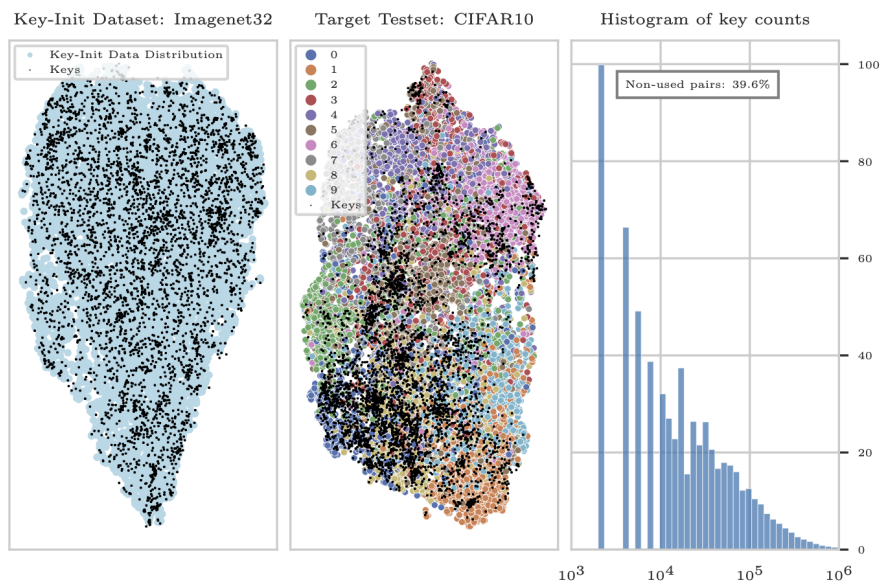 Key-Init Dataset: Imagenet32
Target Testset: CIFAR10
Histogram of key counts
Key-Init Data Distribution
Keys
0
1
2
3
4
5
6
7
8
9
Keys
Non-used pairs: 39.6%
100
80
60
40
20
0
10³
10⁴
10⁵
10⁶